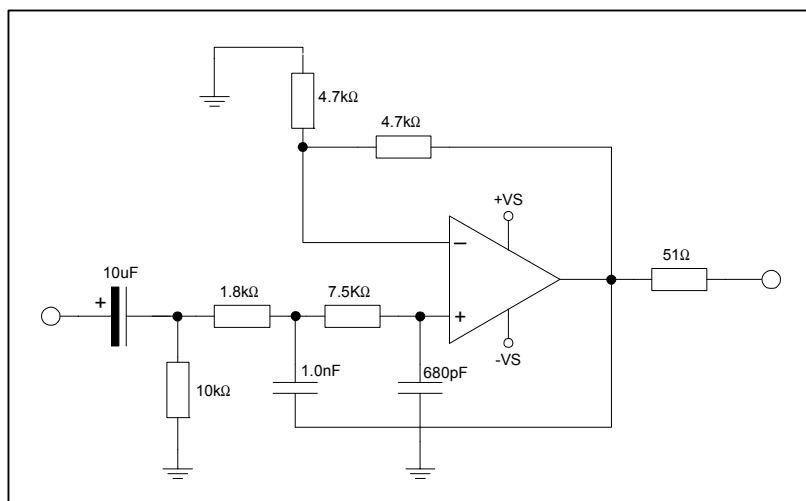 4.7kΩ
4.7kΩ
+VS
−
51Ω
10uF
+
1.8kΩ
7.5KΩ
+
-VS
1.0nF
680pF
10kΩ